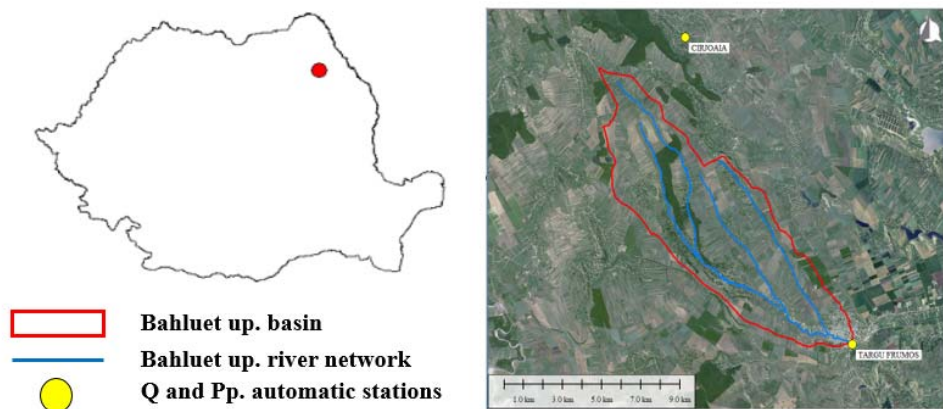 Bahluet up. basin
Bahluet up. river network
Q and Pp. automatic stations
TARGU FRUMOS
1.0 km 3.0 km 5.0 km 7.0 km 9.0 km